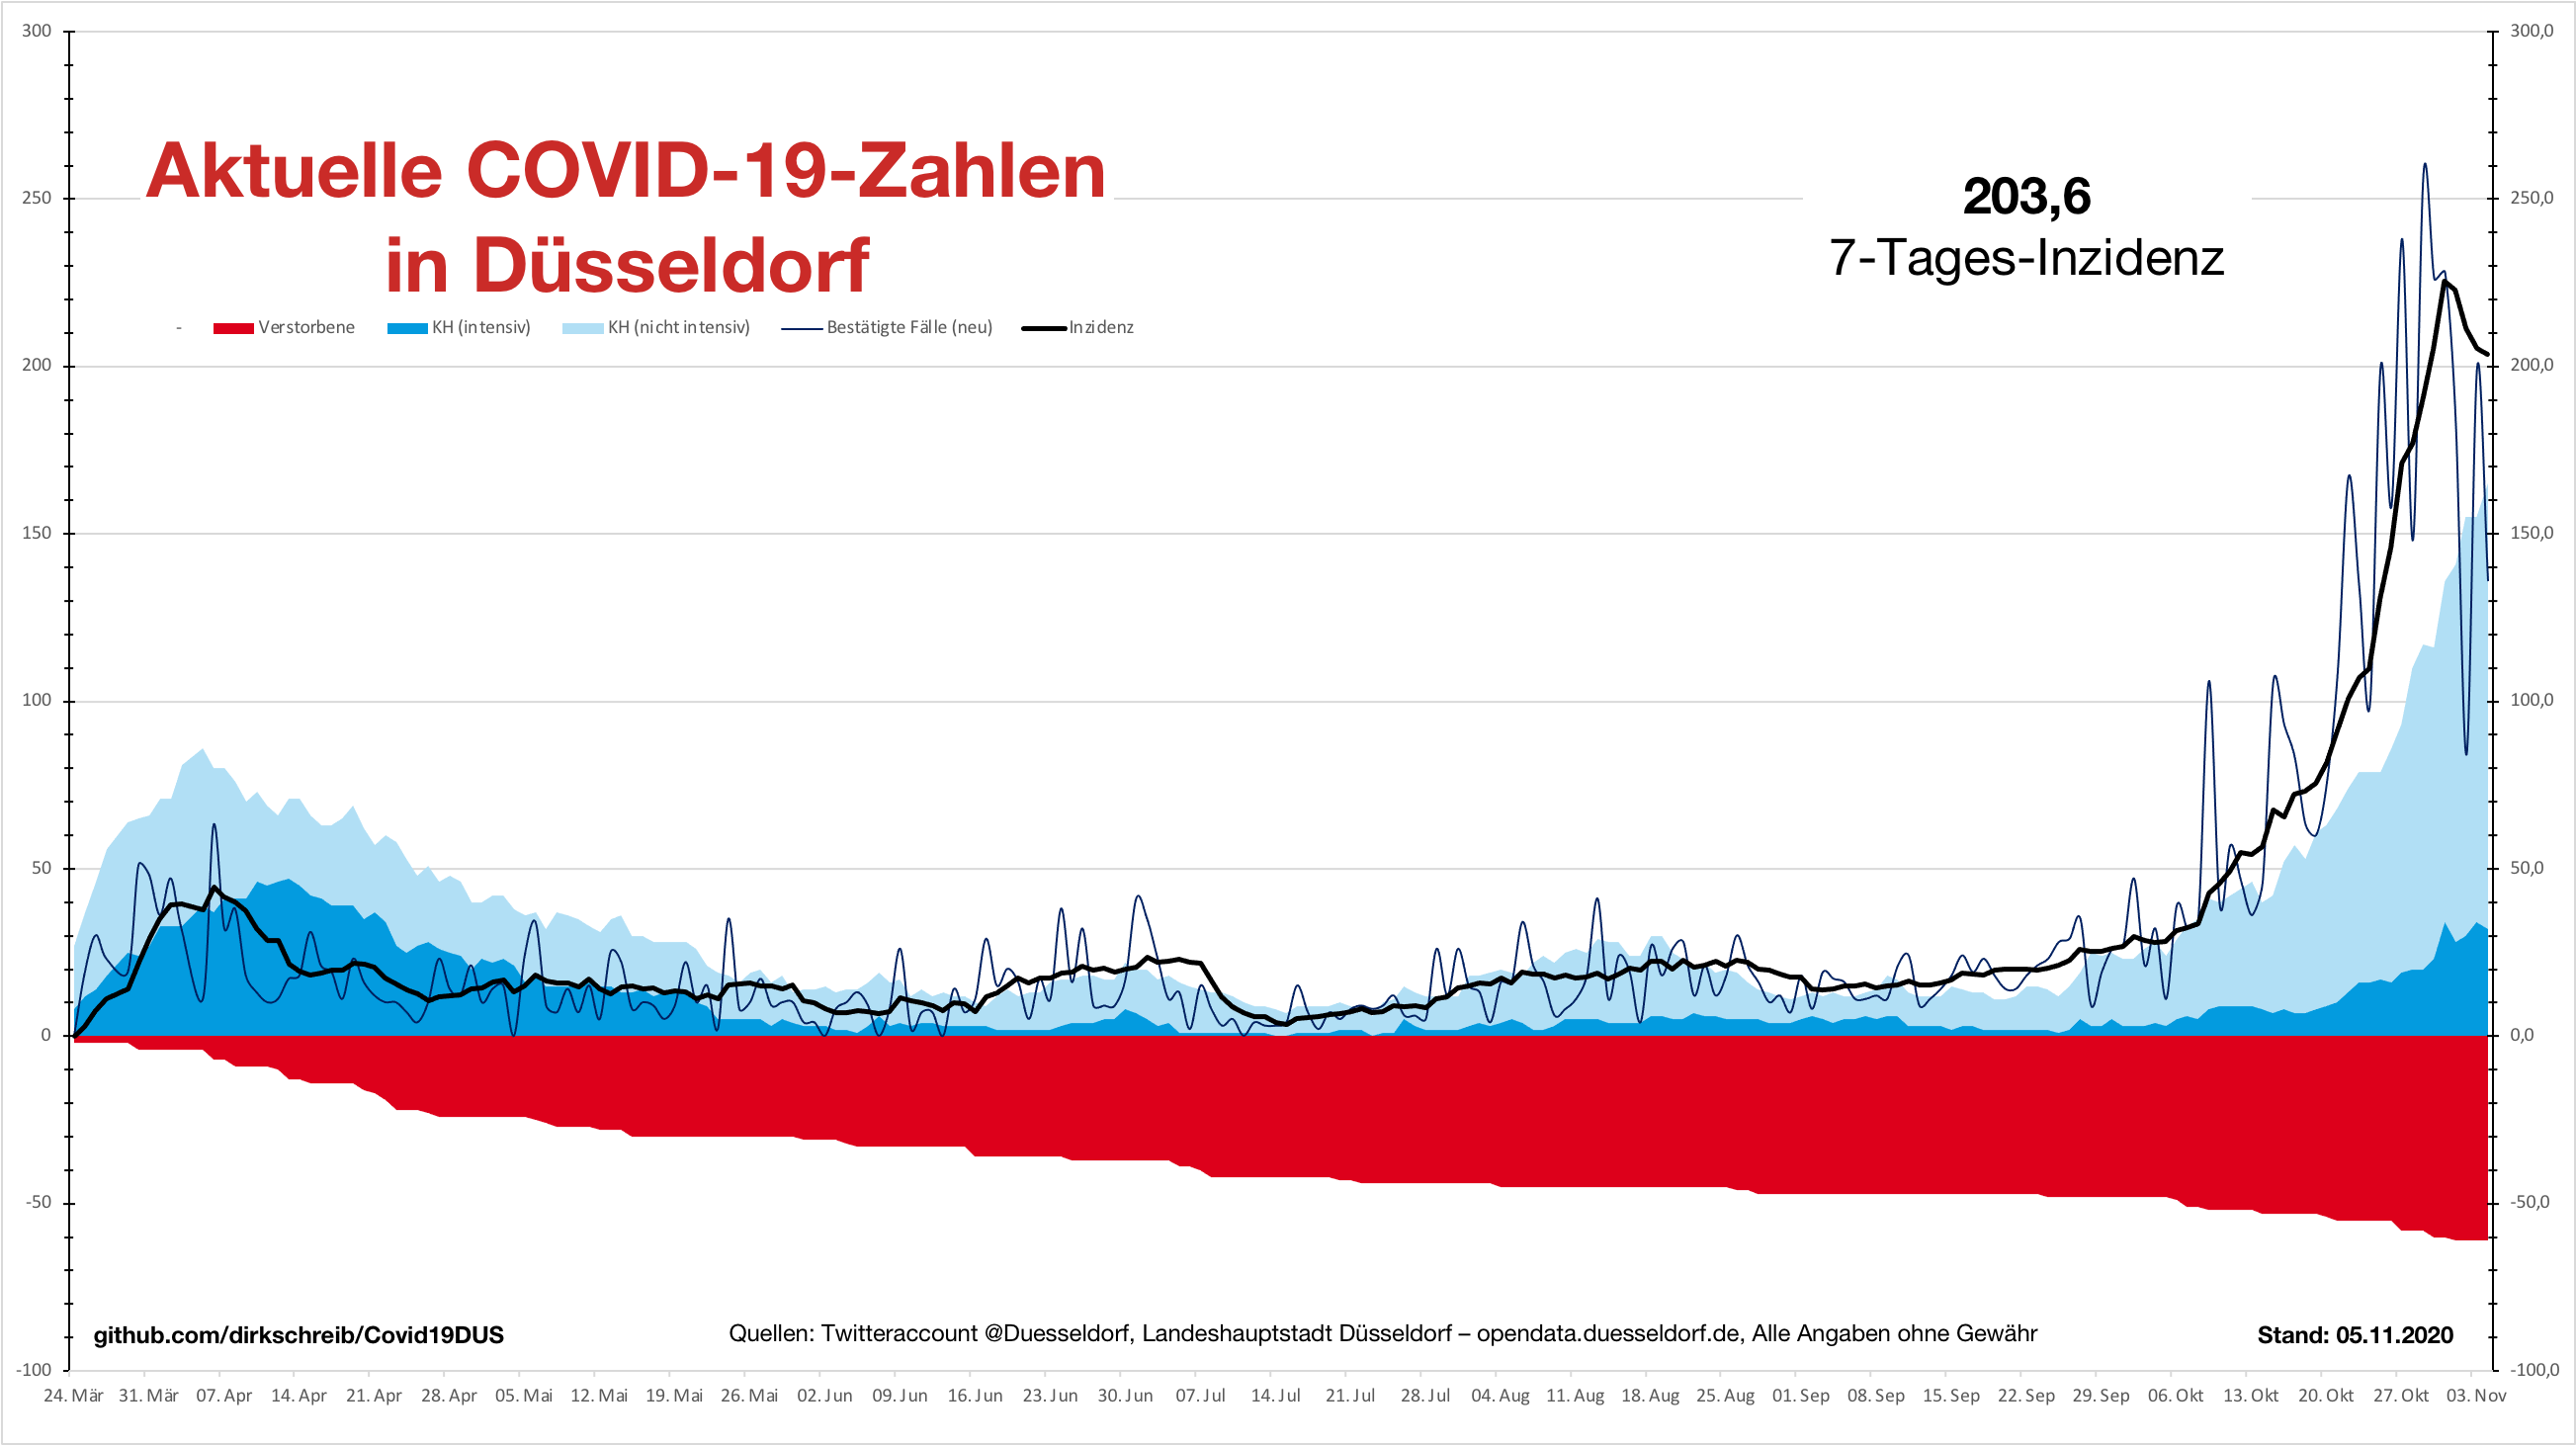 Aktuelle COVID-19-Zahlen
in Düsseldorf
203,6
7-Tages-Inzidenz
- Verstorbene KH (intensiv) KH (nicht intensiv) Bestätigte Fälle (neu) Inzidenz
300 300,0
250 250,0
200 200,0
150 150,0
100 100,0
50 50,0
0 0,0
-50 -50,0
-100 -100,0
github.com/dirkschreib/Covid19DUS Quellen: Twitteraccount @Duesseldorf, Landeshauptstadt Düsseldorf – opendata.duesseldorf.de, Alle Angaben ohne Gewähr Stand: 05.11.2020
24. Mär 31. Mär 07. Apr 14. Apr 21. Apr 28. Apr 05. Mai 12. Mai 19. Mai 26. Mai 02. Jun 09. Jun 16. Jun 23. Jun 30. Jun 07. Jul 14. Jul 21. Jul 28. Jul 04. Aug 11. Aug 18. Aug 25. Aug 01. Sep 08. Sep 15. Sep 22. Sep 29. Sep 06. Okt 13. Okt 20. Okt 27. Okt 03. Nov